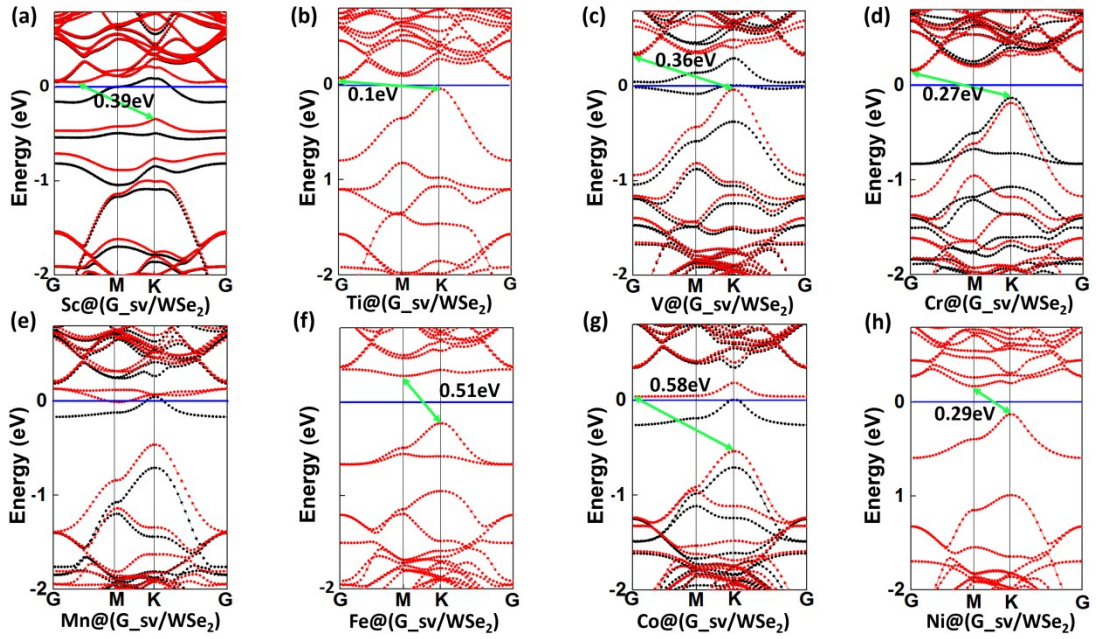 (a) (b) (c) (d)
Energy (eV) 0 -1 -2 0.39eV G M K G
Sc@(G_sv/WSe₂)
Energy (eV) 0 -1 -2 0.1eV G M K G
Ti@(G_sv/WSe₂)
Energy (eV) 0 -1 -2 0.36eV G M K G
V@(G_sv/WSe₂)
Energy (eV) 0 -1 -2 0.27eV G M K G
Cr@(G_sv/WSe₂)
(e) (f) (g) (h)
Energy (eV) 0 -1 -2 G M K G
Mn@(G_sv/WSe₂)
Energy (eV) 0 -1 -2 0.51eV G M K G
Fe@(G_sv/WSe₂)
Energy (eV) 0 -1 -2 0.58eV G M K G
Co@(G_sv/WSe₂)
Energy (eV) 0 1 -2 0.29eV G M K G
Ni@(G_sv/WSe₂)